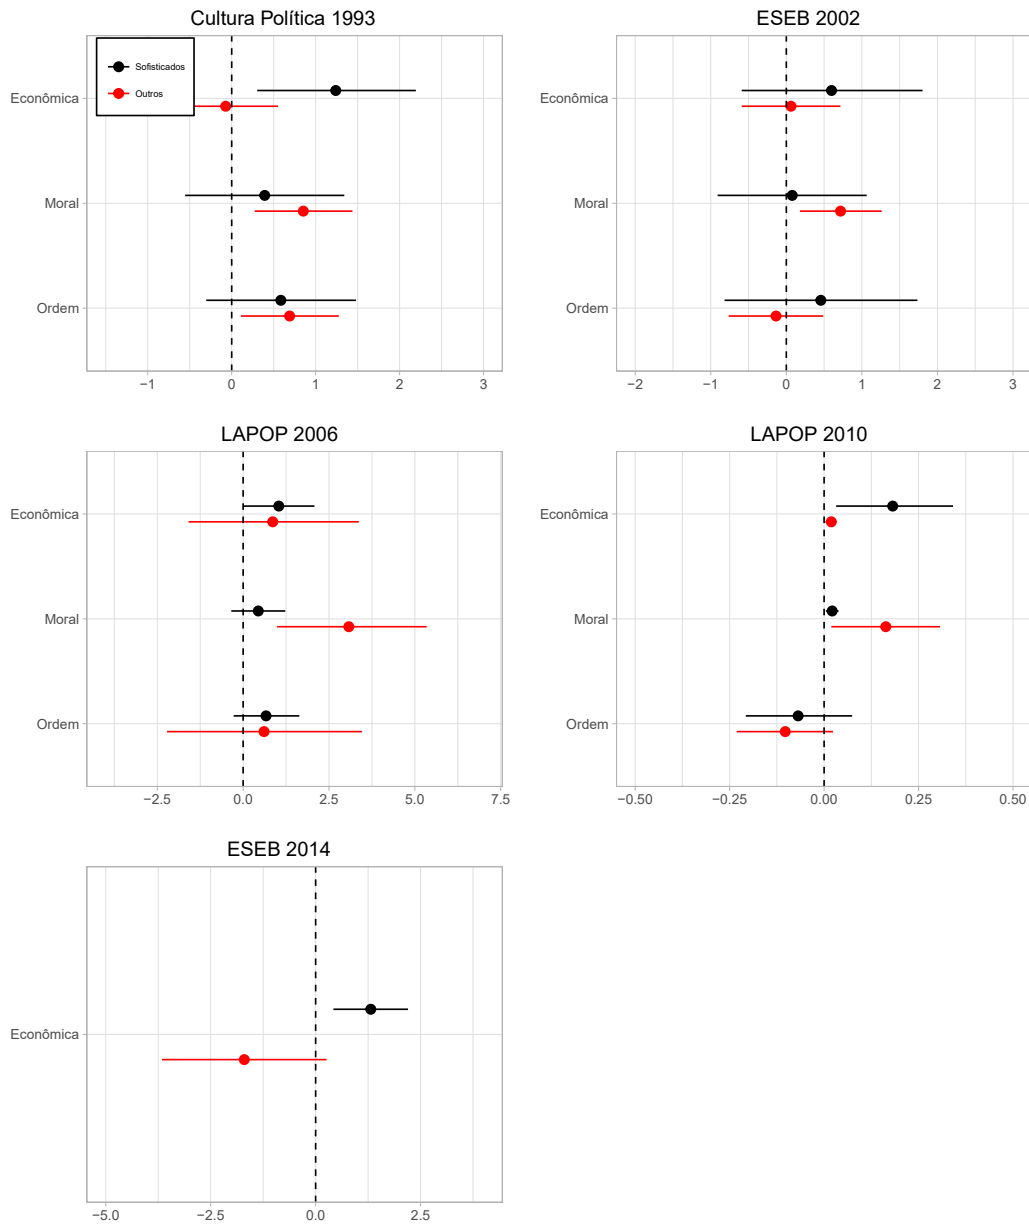 Cultura Política 1993
Sofisticados
Outros
Econômica
Moral
Ordem
−1 0 1 2 3
ESEB 2002
Econômica
Moral
Ordem
−2 −1 0 1 2 3
LAPOP 2006
Econômica
Moral
Ordem
−2.5 0.0 2.5 5.0 7.5
LAPOP 2010
Econômica
Moral
Ordem
−0.50 −0.25 0.00 0.25 0.50
ESEB 2014
Econômica
−5.0 −2.5 0.0 2.5